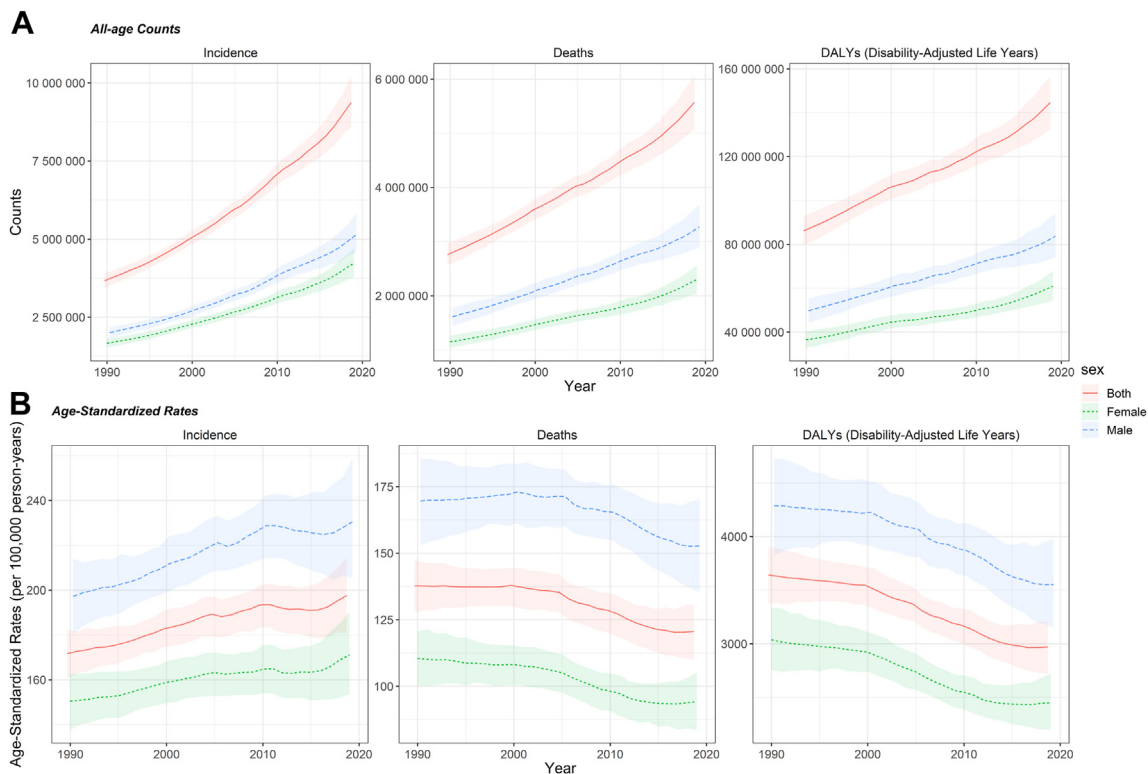 A
All-age Counts
Incidence
Deaths
DALYs (Disability-Adjusted Life Years)
Counts
10 000 000
7 500 000
5 000 000
2 500 000
6 000 000
4 000 000
2 000 000
160 000 000
120 000 000
80 000 000
40 000 000
1990 2000 2010 2020
1990 2000 2010 2020
1990 2000 2010 2020
Year
sex
Both
Female
Male
B
Age-Standardized Rates
Incidence
Deaths
DALYs (Disability-Adjusted Life Years)
Age-Standardized Rates (per 100,000 person-years)
240
200
160
175
150
125
100
4000
3000
1990 2000 2010 2020
1990 2000 2010 2020
1990 2000 2010 2020
Year